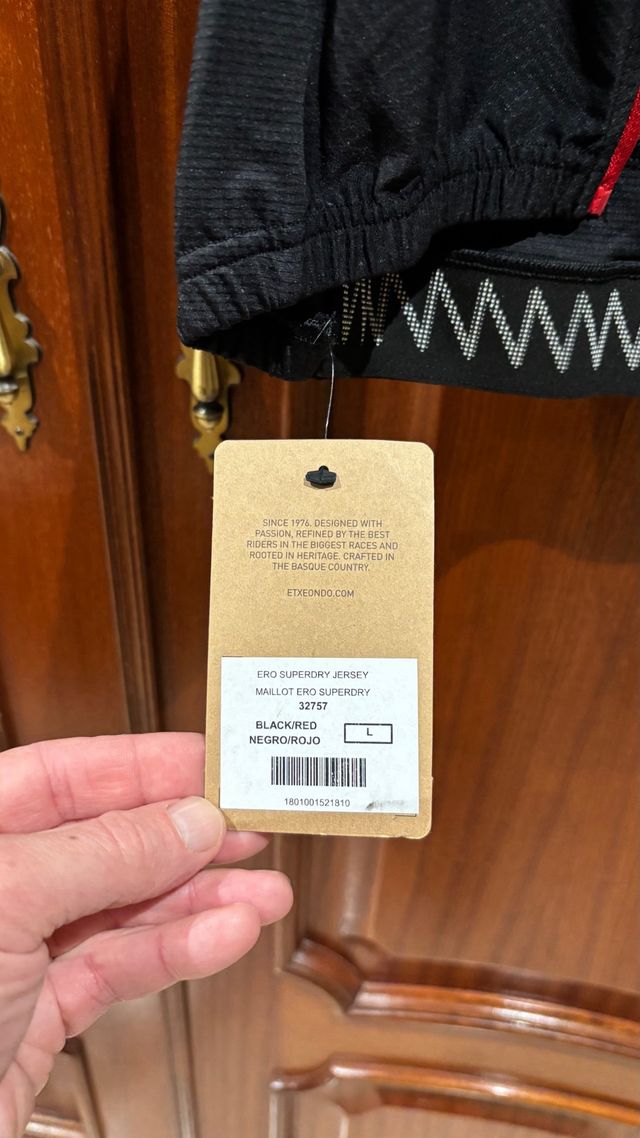 SINCE 1976. DESIGNED WITH
PASSION, REFINED BY THE BEST
RIDERS IN THE BIGGEST RACES AND
ROOTED IN HERITAGE. CRAFTED IN
THE BASQUE COUNTRY.
ETXEONDO.COM
ERO SUPERDRY JERSEY
MAILLOT ERO SUPERDRY
32757
BLACK/RED
NEGRO/ROJO
L
1801001521810